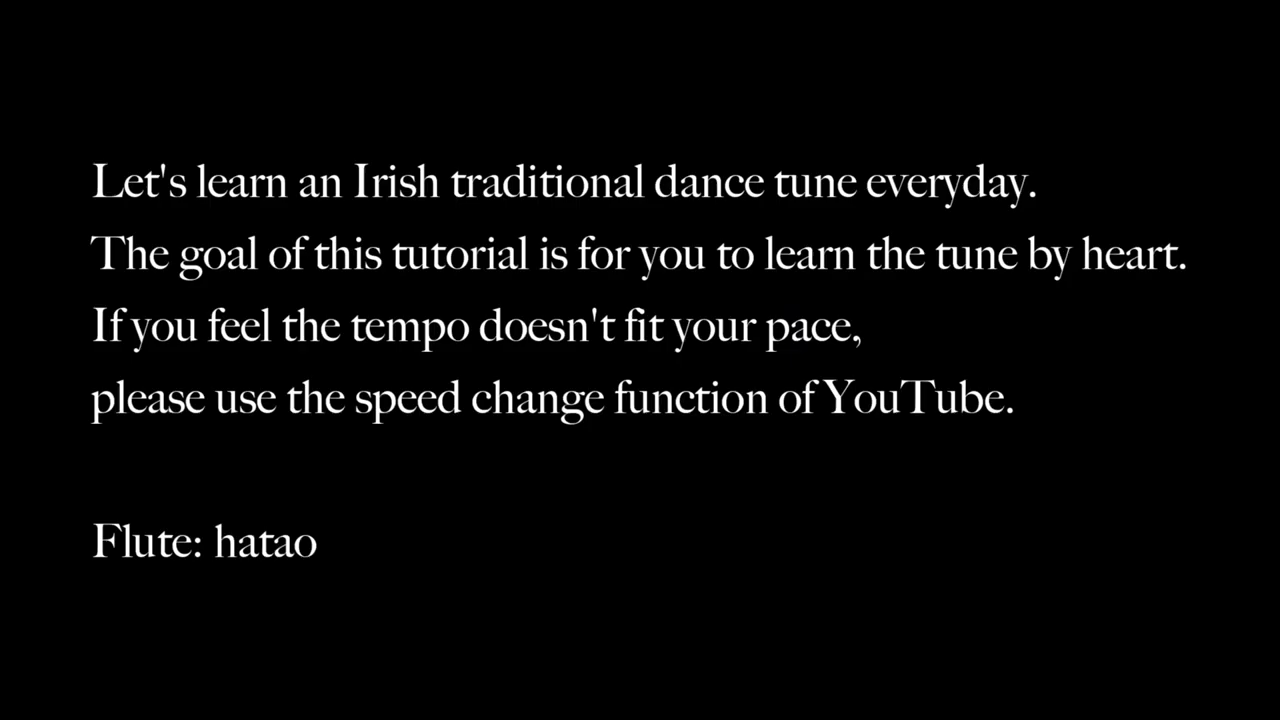 Let's learn an Irish traditional dance tune everyday.
The goal of this tutorial is for you to learn the tune by heart.
If you feel the tempo doesn't fit your pace,
please use the speed change function of YouTube.
Flute: hatao